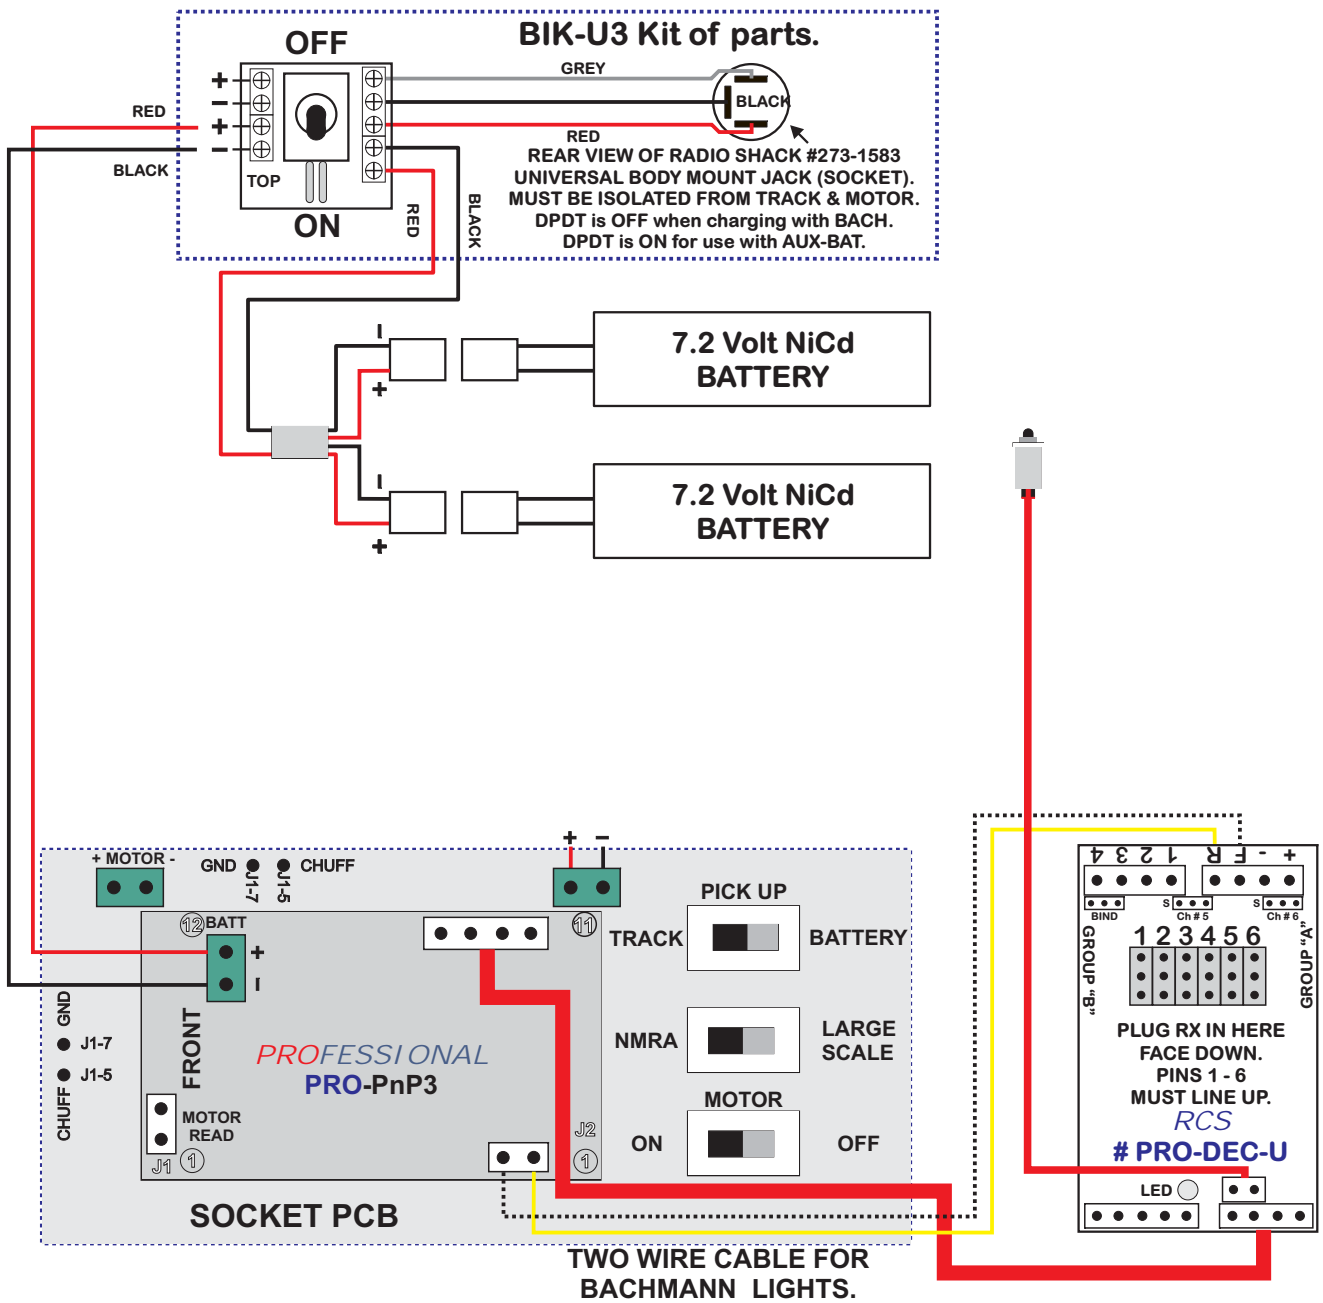 BIK-U3 Kit of parts.
OFF
GREY
+
−
+
−
RED
BLACK
BLACK
RED
TOP
ON
RED
BLACK
REAR VIEW OF RADIO SHACK #273-1583
UNIVERSAL BODY MOUNT JACK (SOCKET).
MUST BE ISOLATED FROM TRACK & MOTOR.
DPDT is OFF when charging with BACH.
DPDT is ON for use with AUX-BAT.
−
+
7.2 Volt NiCd
BATTERY
−
+
7.2 Volt NiCd
BATTERY
+ MOTOR -
GND
J1-7
J1-5
CHUFF
+ −
12
BATT
+
−
11
PICK UP
TRACK
BATTERY
NMRA
LARGE
SCALE
MOTOR
ON
OFF
GND
J1-7
J1-5
CHUFF
FRONT
PROFESSIONAL
PRO-PnP3
MOTOR
READ
J1
1
J2
1
SOCKET PCB
TWO WIRE CABLE FOR
BACHMANN LIGHTS.
4 3 2 1 R F - +
BIND
S
Ch # 5
S
Ch # 6
GROUP "B"
1 2 3 4 5 6
GROUP "A"
PLUG RX IN HERE
FACE DOWN.
PINS 1 - 6
MUST LINE UP.
RCS
# PRO-DEC-U
LED